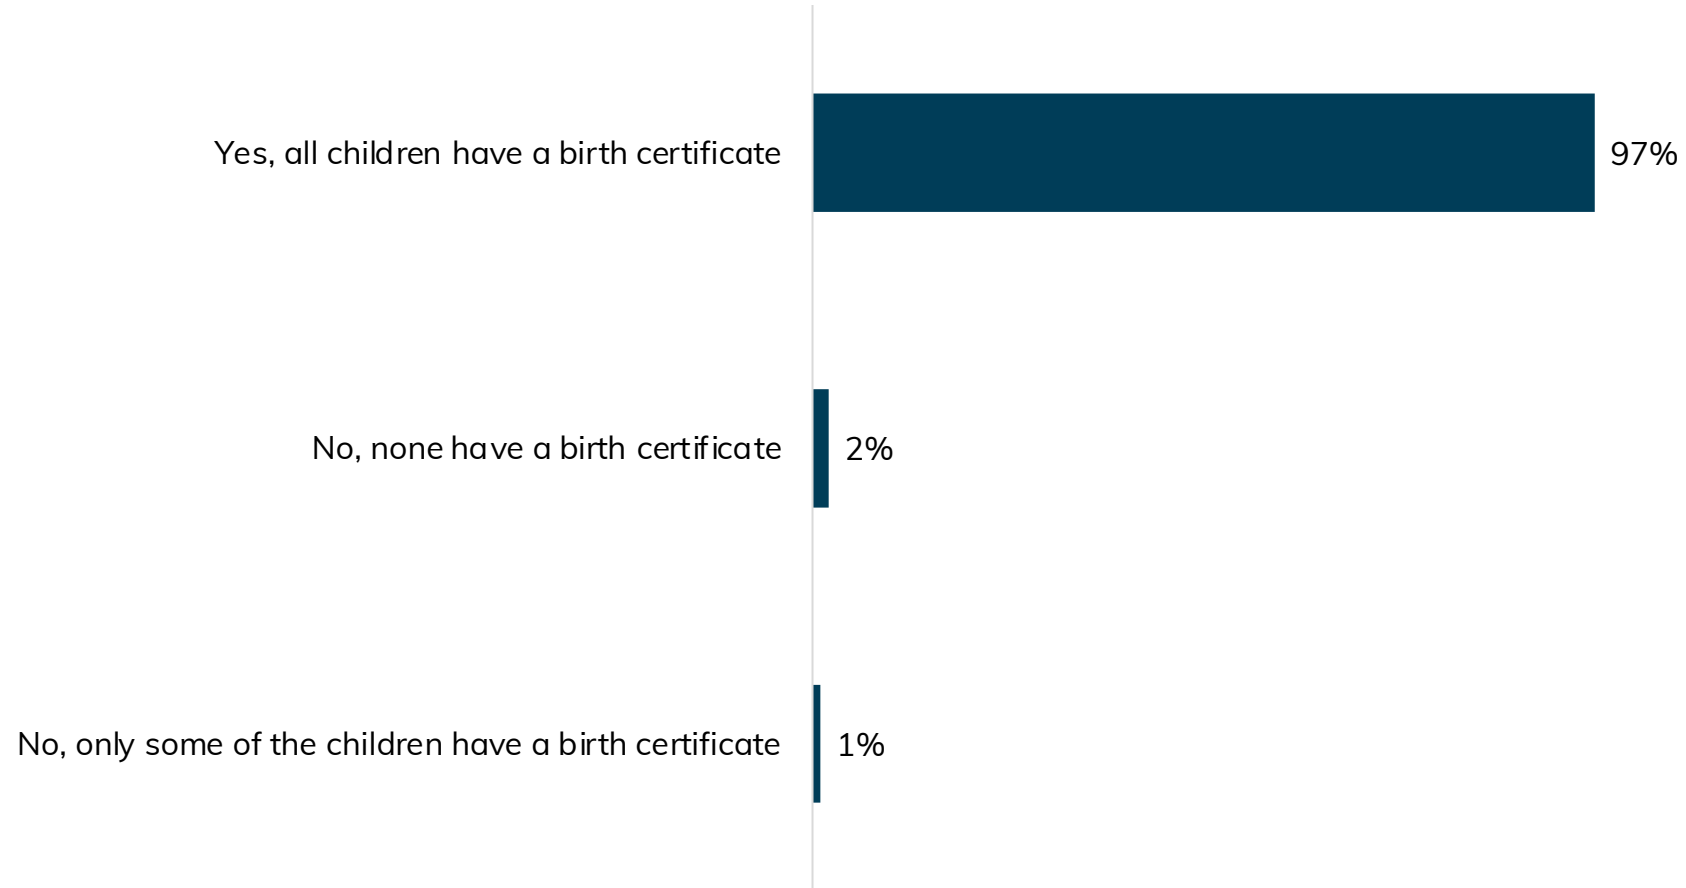 Yes, all children have a birth certificate 97%
No, none have a birth certificate 2%
No, only some of the children have a birth certificate 1%